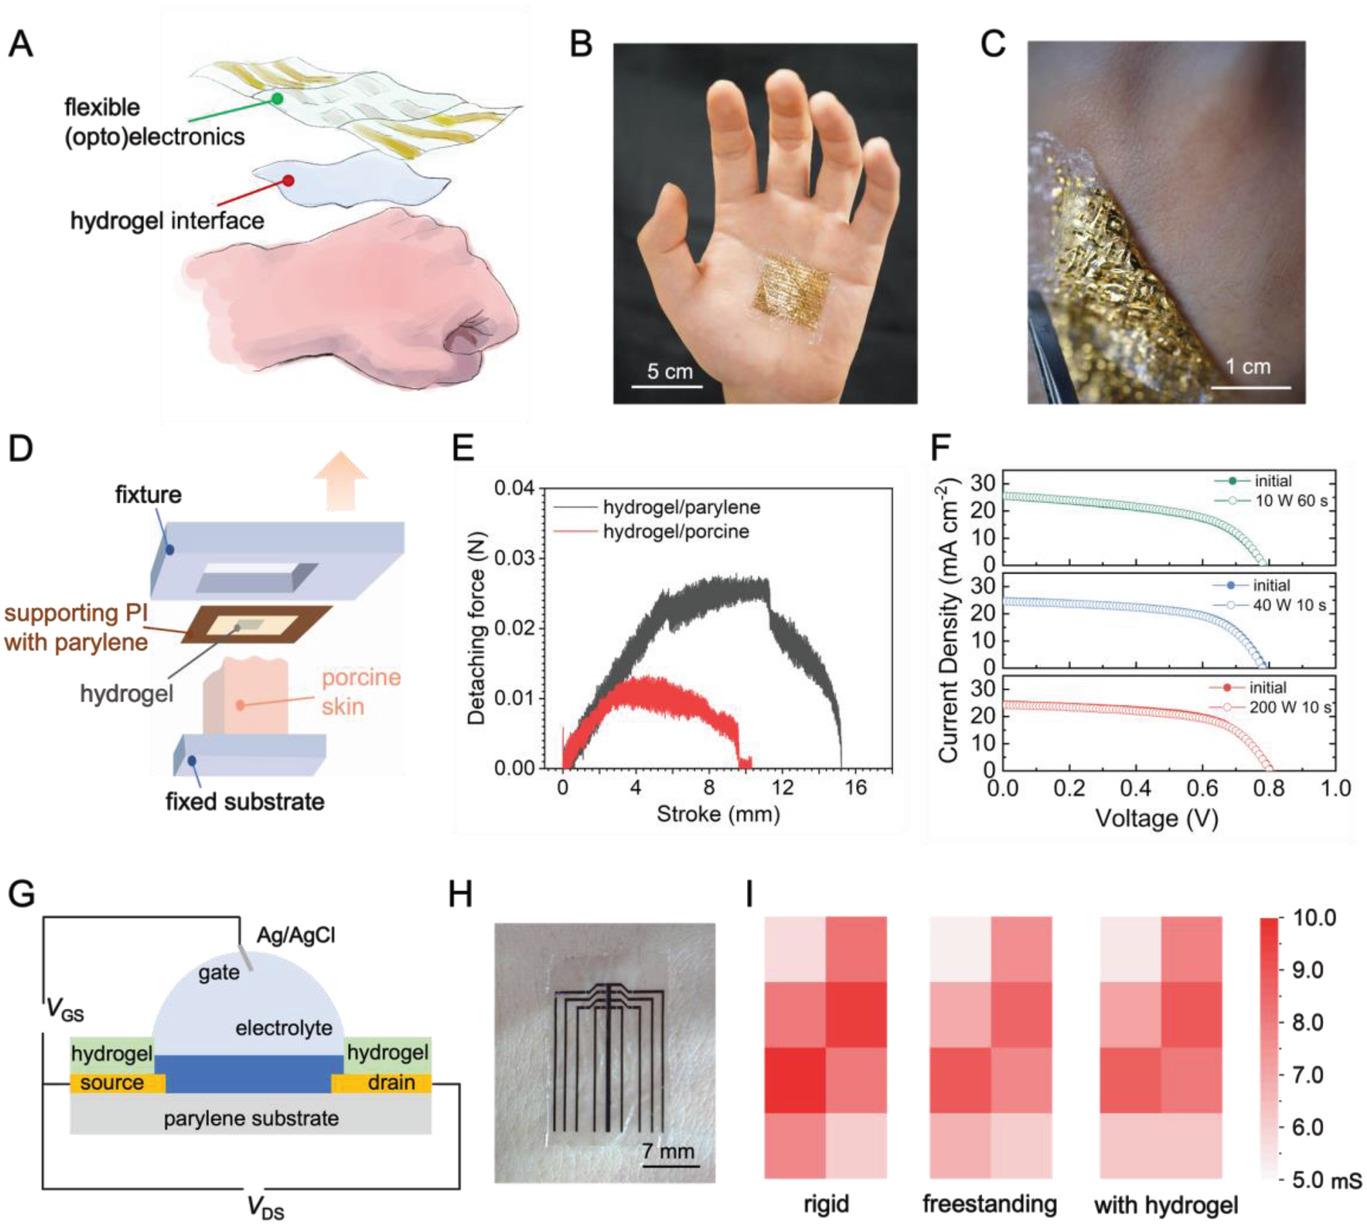 A
flexible
(opto)electronics
hydrogel interface
B
5 cm
C
1 cm
D
fixture
supporting PI
with parylene
hydrogel
porcine
skin
fixed substrate
E
0.04
0.03
0.02
0.01
0.00
Detaching force (N)
hydrogel/parylene
hydrogel/porcine
0 4 8 12 16
Stroke (mm)
F
Current Density (mA cm⁻²)
30
20
10
0
initial
10 W 60 s
30
20
10
0
initial
40 W 10 s
30
20
10
0
initial
200 W 10 s
0.0 0.2 0.4 0.6 0.8 1.0
Voltage (V)
G
Ag/AgCl
gate
V_GS
electrolyte
hydrogel hydrogel
source drain
parylene substrate
V_DS
H
7 mm
I
10.0
9.0
8.0
7.0
6.0
5.0 mS
rigid freestanding with hydrogel